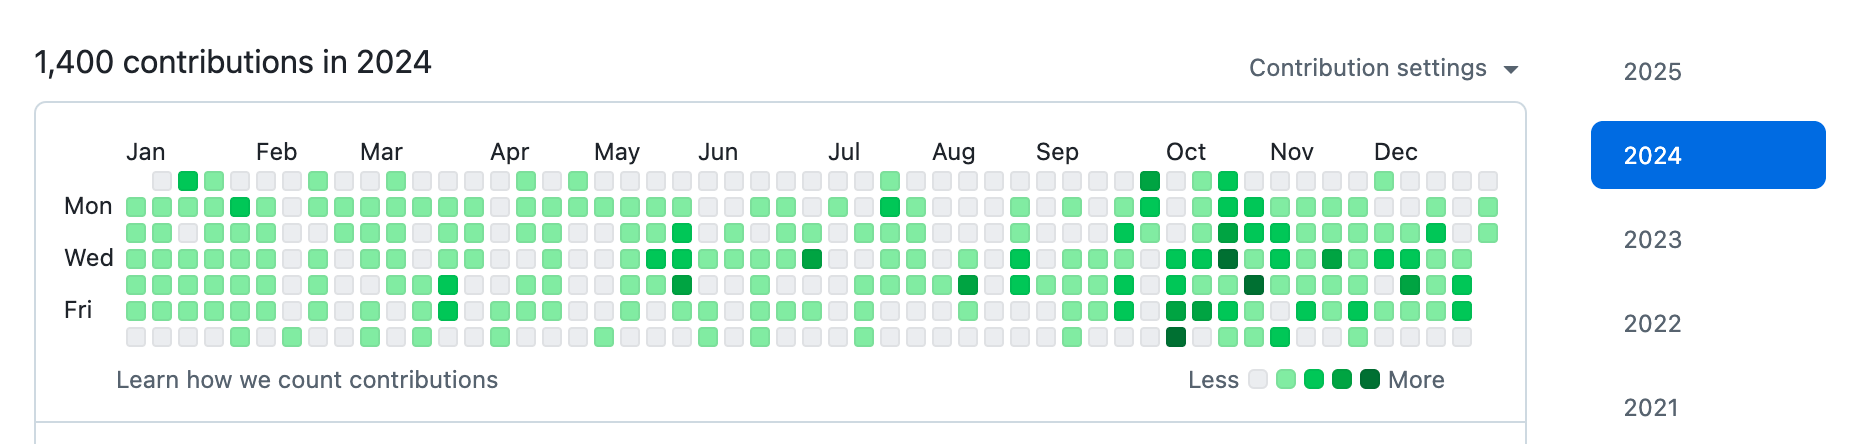 1,400 contributions in 2024
Contribution settings
Jan Feb Mar Apr May Jun Jul Aug Sep Oct Nov Dec
Mon
Wed
Fri
Learn how we count contributions
Less More
2025
2024
2023
2022
2021